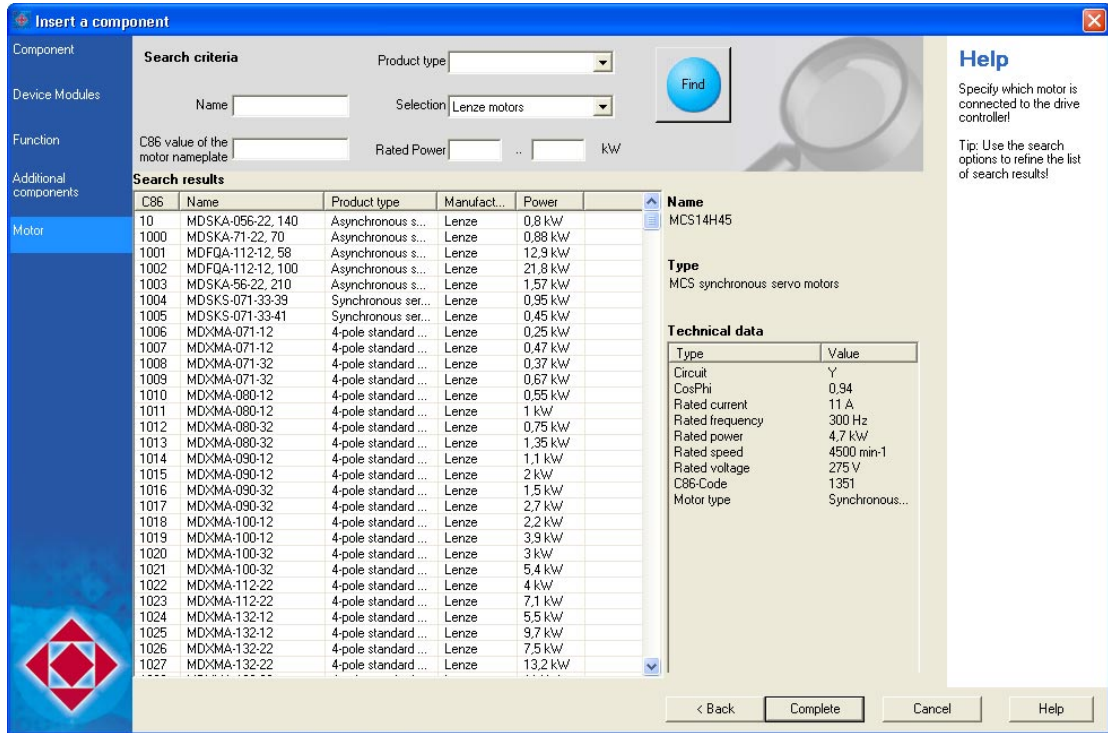 Insert a component
Component
Device Modules
Function
Additional
components
Motor
Search criteria
Product type
Name
Selection Lenze motors
C86 value of the
motor nameplate
Rated Power .. kW
Find
Search results
C86 Name Product type Manufact... Power
10 MDSKA-056-22, 140 Asynchronous s... Lenze 0,8 kW
1000 MDSKA-71-22, 70 Asynchronous s... Lenze 0,88 kW
1001 MDFQA-112-12, 58 Asynchronous s... Lenze 12,9 kW
1002 MDFQA-112-12, 100 Asynchronous s... Lenze 21,8 kW
1003 MDSKA-56-22, 210 Asynchronous s... Lenze 1,57 kW
1004 MDSKS-071-33-39 Synchronous ser... Lenze 0,95 kW
1005 MDSKS-071-33-41 Synchronous ser... Lenze 0,45 kW
1006 MDXMA-071-12 4-pole standard ... Lenze 0,25 kW
1007 MDXMA-071-12 4-pole standard ... Lenze 0,47 kW
1008 MDXMA-071-32 4-pole standard ... Lenze 0,37 kW
1009 MDXMA-071-32 4-pole standard ... Lenze 0,67 kW
1010 MDXMA-080-12 4-pole standard ... Lenze 0,55 kW
1011 MDXMA-080-12 4-pole standard ... Lenze 1 kW
1012 MDXMA-080-32 4-pole standard ... Lenze 0,75 kW
1013 MDXMA-080-32 4-pole standard ... Lenze 1,35 kW
1014 MDXMA-090-12 4-pole standard ... Lenze 1,1 kW
1015 MDXMA-090-12 4-pole standard ... Lenze 2 kW
1016 MDXMA-090-32 4-pole standard ... Lenze 1,5 kW
1017 MDXMA-090-32 4-pole standard ... Lenze 2,7 kW
1018 MDXMA-100-12 4-pole standard ... Lenze 2,2 kW
1019 MDXMA-100-12 4-pole standard ... Lenze 3,9 kW
1020 MDXMA-100-32 4-pole standard ... Lenze 3 kW
1021 MDXMA-100-32 4-pole standard ... Lenze 5,4 kW
1022 MDXMA-112-22 4-pole standard ... Lenze 4 kW
1023 MDXMA-112-22 4-pole standard ... Lenze 7,1 kW
1024 MDXMA-132-12 4-pole standard ... Lenze 5,5 kW
1025 MDXMA-132-12 4-pole standard ... Lenze 9,7 kW
1026 MDXMA-132-22 4-pole standard ... Lenze 7,5 kW
1027 MDXMA-132-22 4-pole standard ... Lenze 13,2 kW
Name
MCS14H45
Type
MCS synchronous servo motors
Technical data
Type Value
Circuit Y
CosPhi 0,94
Rated current 11 A
Rated frequency 300 Hz
Rated power 4,7 kW
Rated speed 4500 min-1
Rated voltage 275 V
C86-Code 1351
Motor type Synchronous...
Help
Specify which motor is
connected to the drive
controller!
Tip: Use the search
options to refine the list
of search results!
< Back
Complete
Cancel
Help